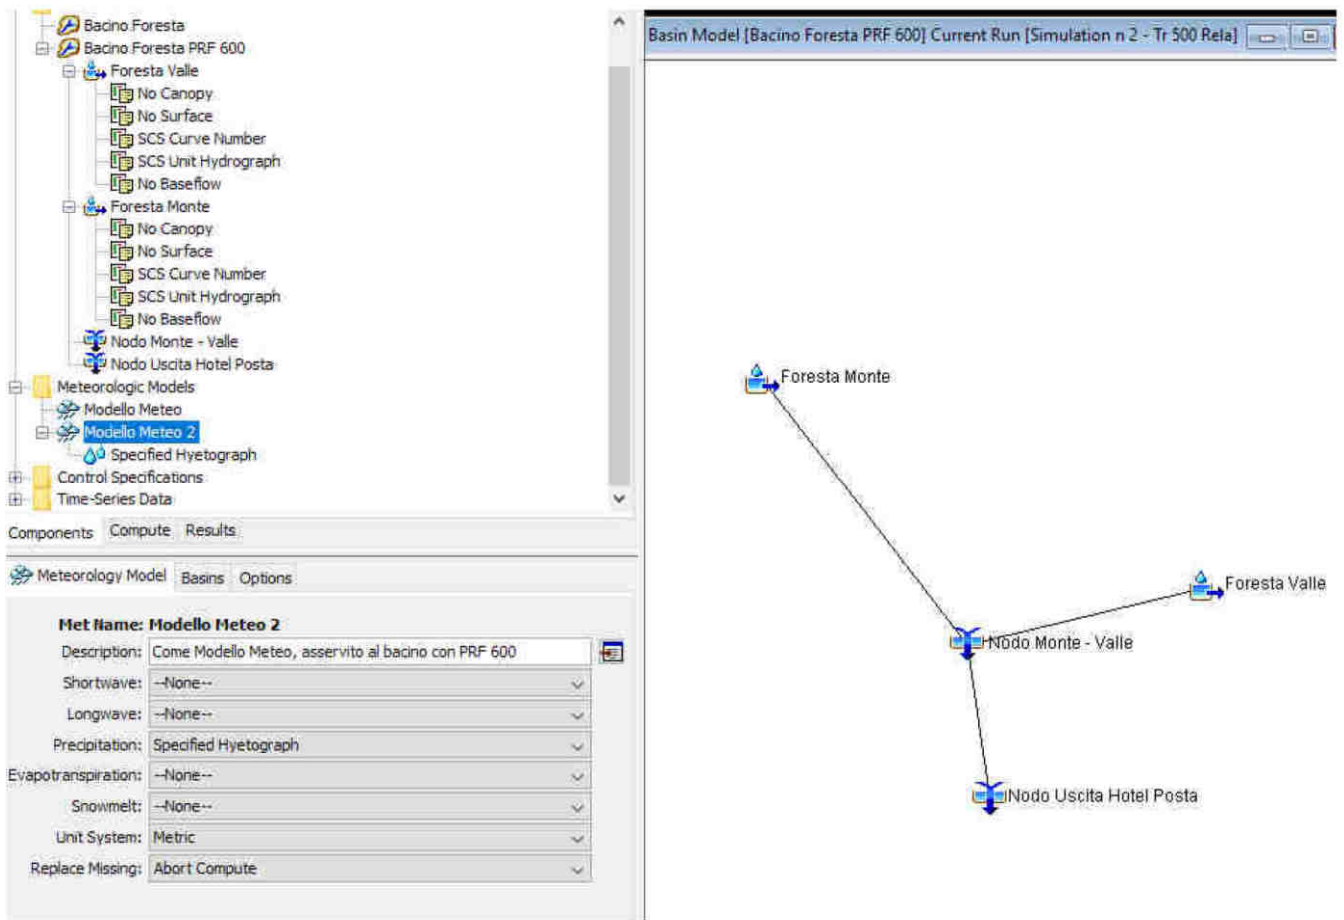 Bacino Foresta
Bacino Foresta PRF 600
Foresta Valle
No Canopy
No Surface
SCS Curve Number
SCS Unit Hydrograph
No Baseflow
Foresta Monte
No Canopy
No Surface
SCS Curve Number
SCS Unit Hydrograph
No Baseflow
Nodo Monte - Valle
Nodo Uscita Hotel Posta
Meteorologic Models
Modello Meteo
Modello Meteo 2
Specified Hyetograph
Control Specifications
Time-Series Data
Components Compute Results
Meteorology Model Basins Options
Met Name: Modello Meteo 2
Description: Come Modello Meteo, asservito al bacino con PRF 600
Shortwave: --None--
Longwave: --None--
Precipitation: Specified Hyetograph
Evapotranspiration: --None--
Snowmelt: --None--
Unit System: Metric
Replace Missing: Abort Compute
Basin Model [Bacino Foresta PRF 600] Current Run [Simulation n 2 - Tr 500 Rela]
Foresta Monte
Foresta Valle
Nodo Monte - Valle
Nodo Uscita Hotel Posta